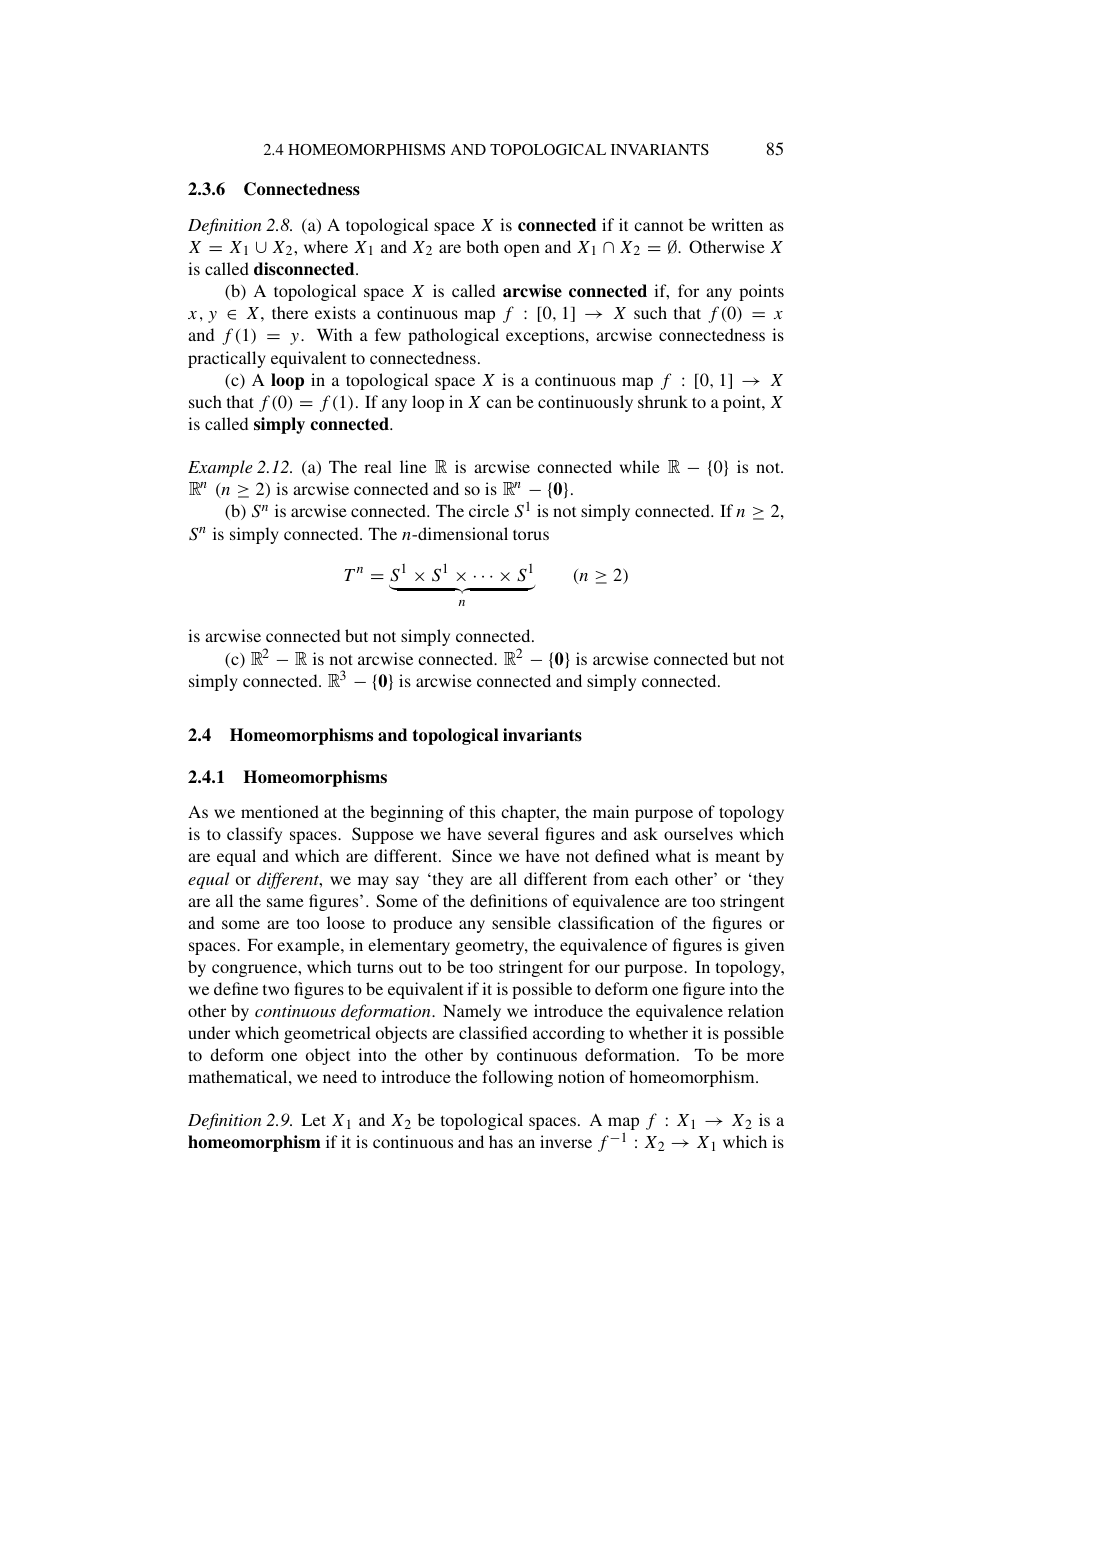 2.4 HOMEOMORPHISMS AND TOPOLOGICAL INVARIANTS 85
2.3.6 Connectedness
Definition 2.8. (a) A topological space X is connected if it cannot be written as
X = X₁ ∪ X₂, where X₁ and X₂ are both open and X₁ ∩ X₂ = ∅. Otherwise X
is called disconnected.
(b) A topological space X is called arcwise connected if, for any points
x, y ∈ X, there exists a continuous map f : [0, 1] → X such that f(0) = x
and f(1) = y. With a few pathological exceptions, arcwise connectedness is
practically equivalent to connectedness.
(c) A loop in a topological space X is a continuous map f : [0, 1] → X
such that f(0) = f(1). If any loop in X can be continuously shrunk to a point, X
is called simply connected.
Example 2.12. (a) The real line ℝ is arcwise connected while ℝ − {0} is not.
ℝⁿ (n ≥ 2) is arcwise connected and so is ℝⁿ − {0}.
(b) Sⁿ is arcwise connected. The circle S¹ is not simply connected. If n ≥ 2,
Sⁿ is simply connected. The n-dimensional torus
Tⁿ = S¹ × S¹ × ··· × S¹ (n ≥ 2)
n
is arcwise connected but not simply connected.
(c) ℝ² − ℝ is not arcwise connected. ℝ² − {0} is arcwise connected but not
simply connected. ℝ³ − {0} is arcwise connected and simply connected.
2.4 Homeomorphisms and topological invariants
2.4.1 Homeomorphisms
As we mentioned at the beginning of this chapter, the main purpose of topology
is to classify spaces. Suppose we have several figures and ask ourselves which
are equal and which are different. Since we have not defined what is meant by
equal or different, we may say ‘they are all different from each other’ or ‘they
are all the same figures’. Some of the definitions of equivalence are too stringent
and some are too loose to produce any sensible classification of the figures or
spaces. For example, in elementary geometry, the equivalence of figures is given
by congruence, which turns out to be too stringent for our purpose. In topology,
we define two figures to be equivalent if it is possible to deform one figure into the
other by continuous deformation. Namely we introduce the equivalence relation
under which geometrical objects are classified according to whether it is possible
to deform one object into the other by continuous deformation. To be more
mathematical, we need to introduce the following notion of homeomorphism.
Definition 2.9. Let X₁ and X₂ be topological spaces. A map f : X₁ → X₂ is a
homeomorphism if it is continuous and has an inverse f⁻¹ : X₂ → X₁ which is